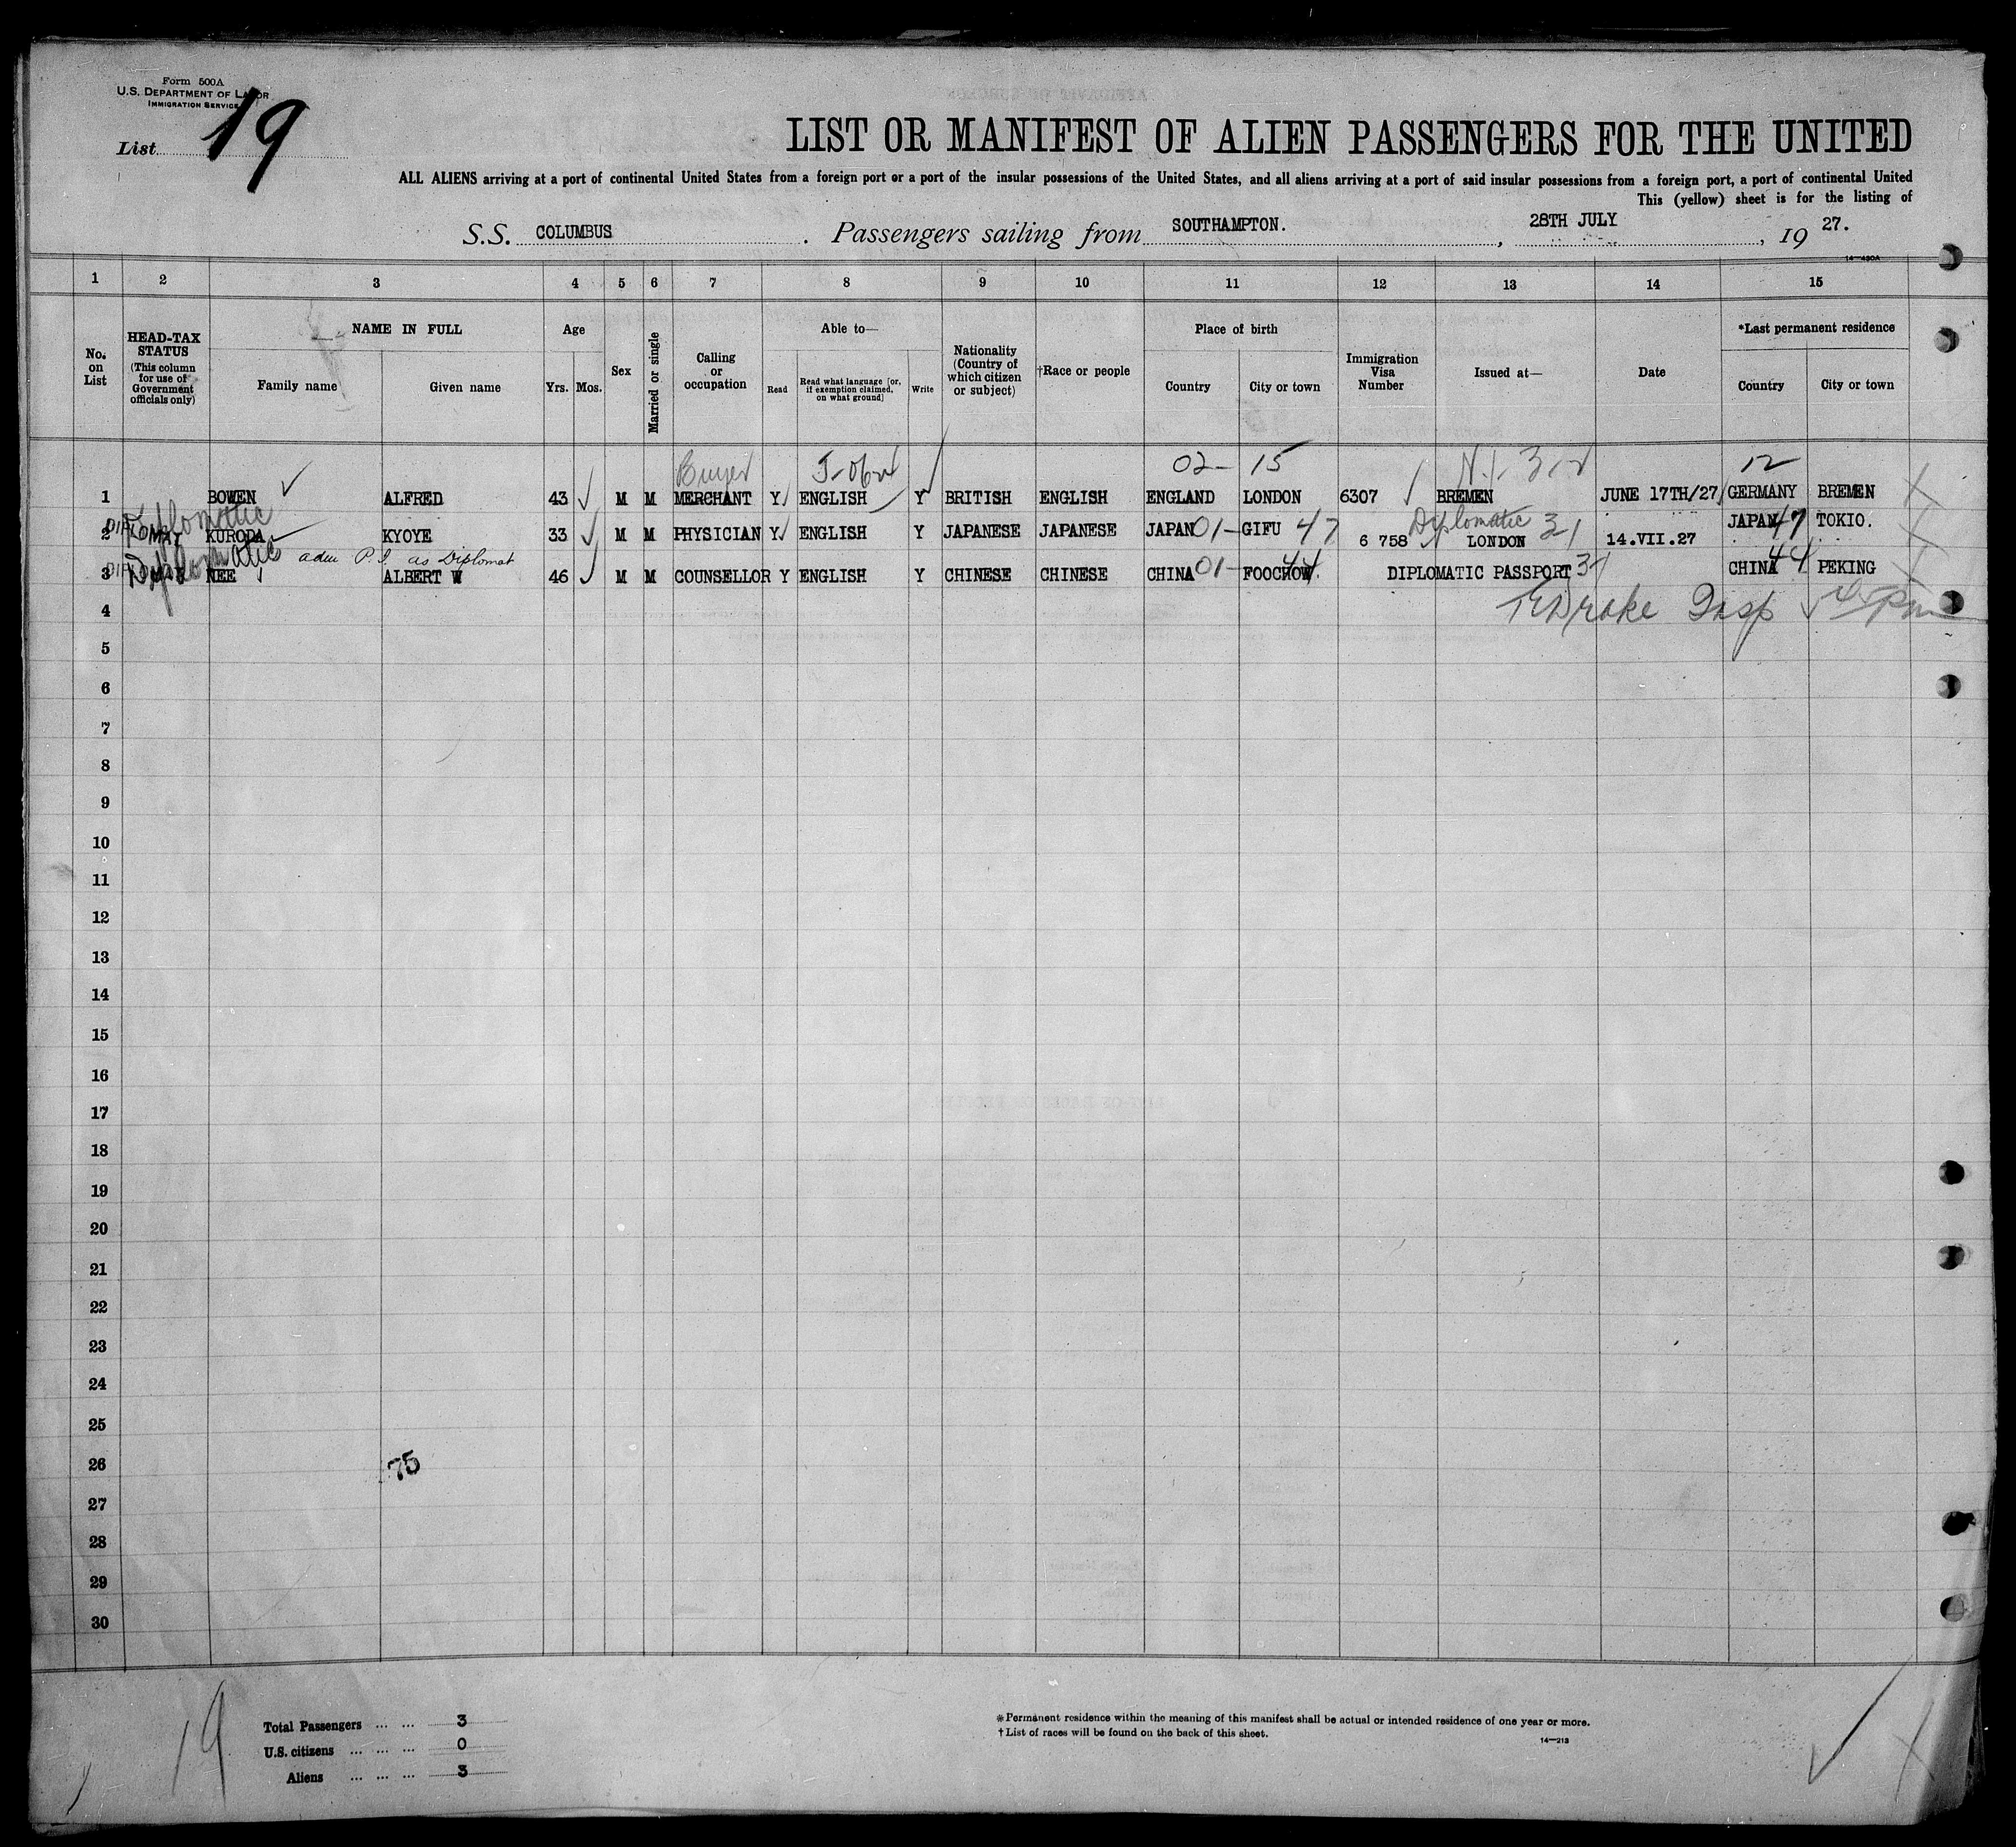 Form 500A
U.S. DEPARTMENT OF LABOR
IMMIGRATION SERVICE
List 19
LIST OR MANIFEST OF ALIEN PASSENGERS FOR THE UNITED
ALL ALIENS arriving at a port of continental United States from a foreign port or a port of the insular possessions of the United States, and all aliens arriving at a port of said insular possessions from a foreign port, a port of continental United
This (yellow) sheet is for the listing of
S.S. COLUMBUS. Passengers sailing from SOUTHAMPTON., 28TH JULY, 19 27.
14—430A
1 2 3 4 5 6 7 8 9 10 11 12 13 14 15
No. on List
HEAD-TAX STATUS (This column for use of Government officials only)
NAME IN FULL
Family name Given name
Age
Yrs. Mos.
Sex
Married or single
Calling or occupation
Able to—
Read
Read what language [or, if exemption claimed, on what ground]
Write
Nationality (Country of which citizen or subject)
†Race or people
Place of birth
Country City or town
Immigration Visa Number
Issued at—
Date
*Last permanent residence
Country City or town
Buyer 02- 15 12
1 BOWEN ALFRED 43 M M MERCHANT Y ENGLISH Y BRITISH ENGLISH ENGLAND LONDON 6307 BREMEN JUNE 17TH/27 GERMANY BREMEN
Diplomatic Diplomatic 31
2 DIPLOMAT KURODA KYOYE 33 M M PHYSICIAN Y ENGLISH Y JAPANESE JAPANESE JAPAN 01- GIFU 47 6 758 LONDON 14.VII.27 JAPAN 47 TOKIO.
Diplomatic adm P.I. as Diplomat
3 DIPLOMAT NEE ALBERT W 46 M M COUNSELLOR Y ENGLISH Y CHINESE CHINESE CHINA 01- FOOCHOW. 44 DIPLOMATIC PASSPORT 31 CHINA 44 PEKING
4 Drake Insp
5
6
7
8
9
10
11
12
13
14
15
16
17
18
19
20
21
22
23
24
25
26 75
27
28
29
30
19
Total Passengers ... ... 3
U.S. citizens ... ... ... 0
Aliens ... ... ... 3
*Permanent residence within the meaning of this manifest shall be actual or intended residence of one year or more.
†List of races will be found on the back of this sheet.
14—213